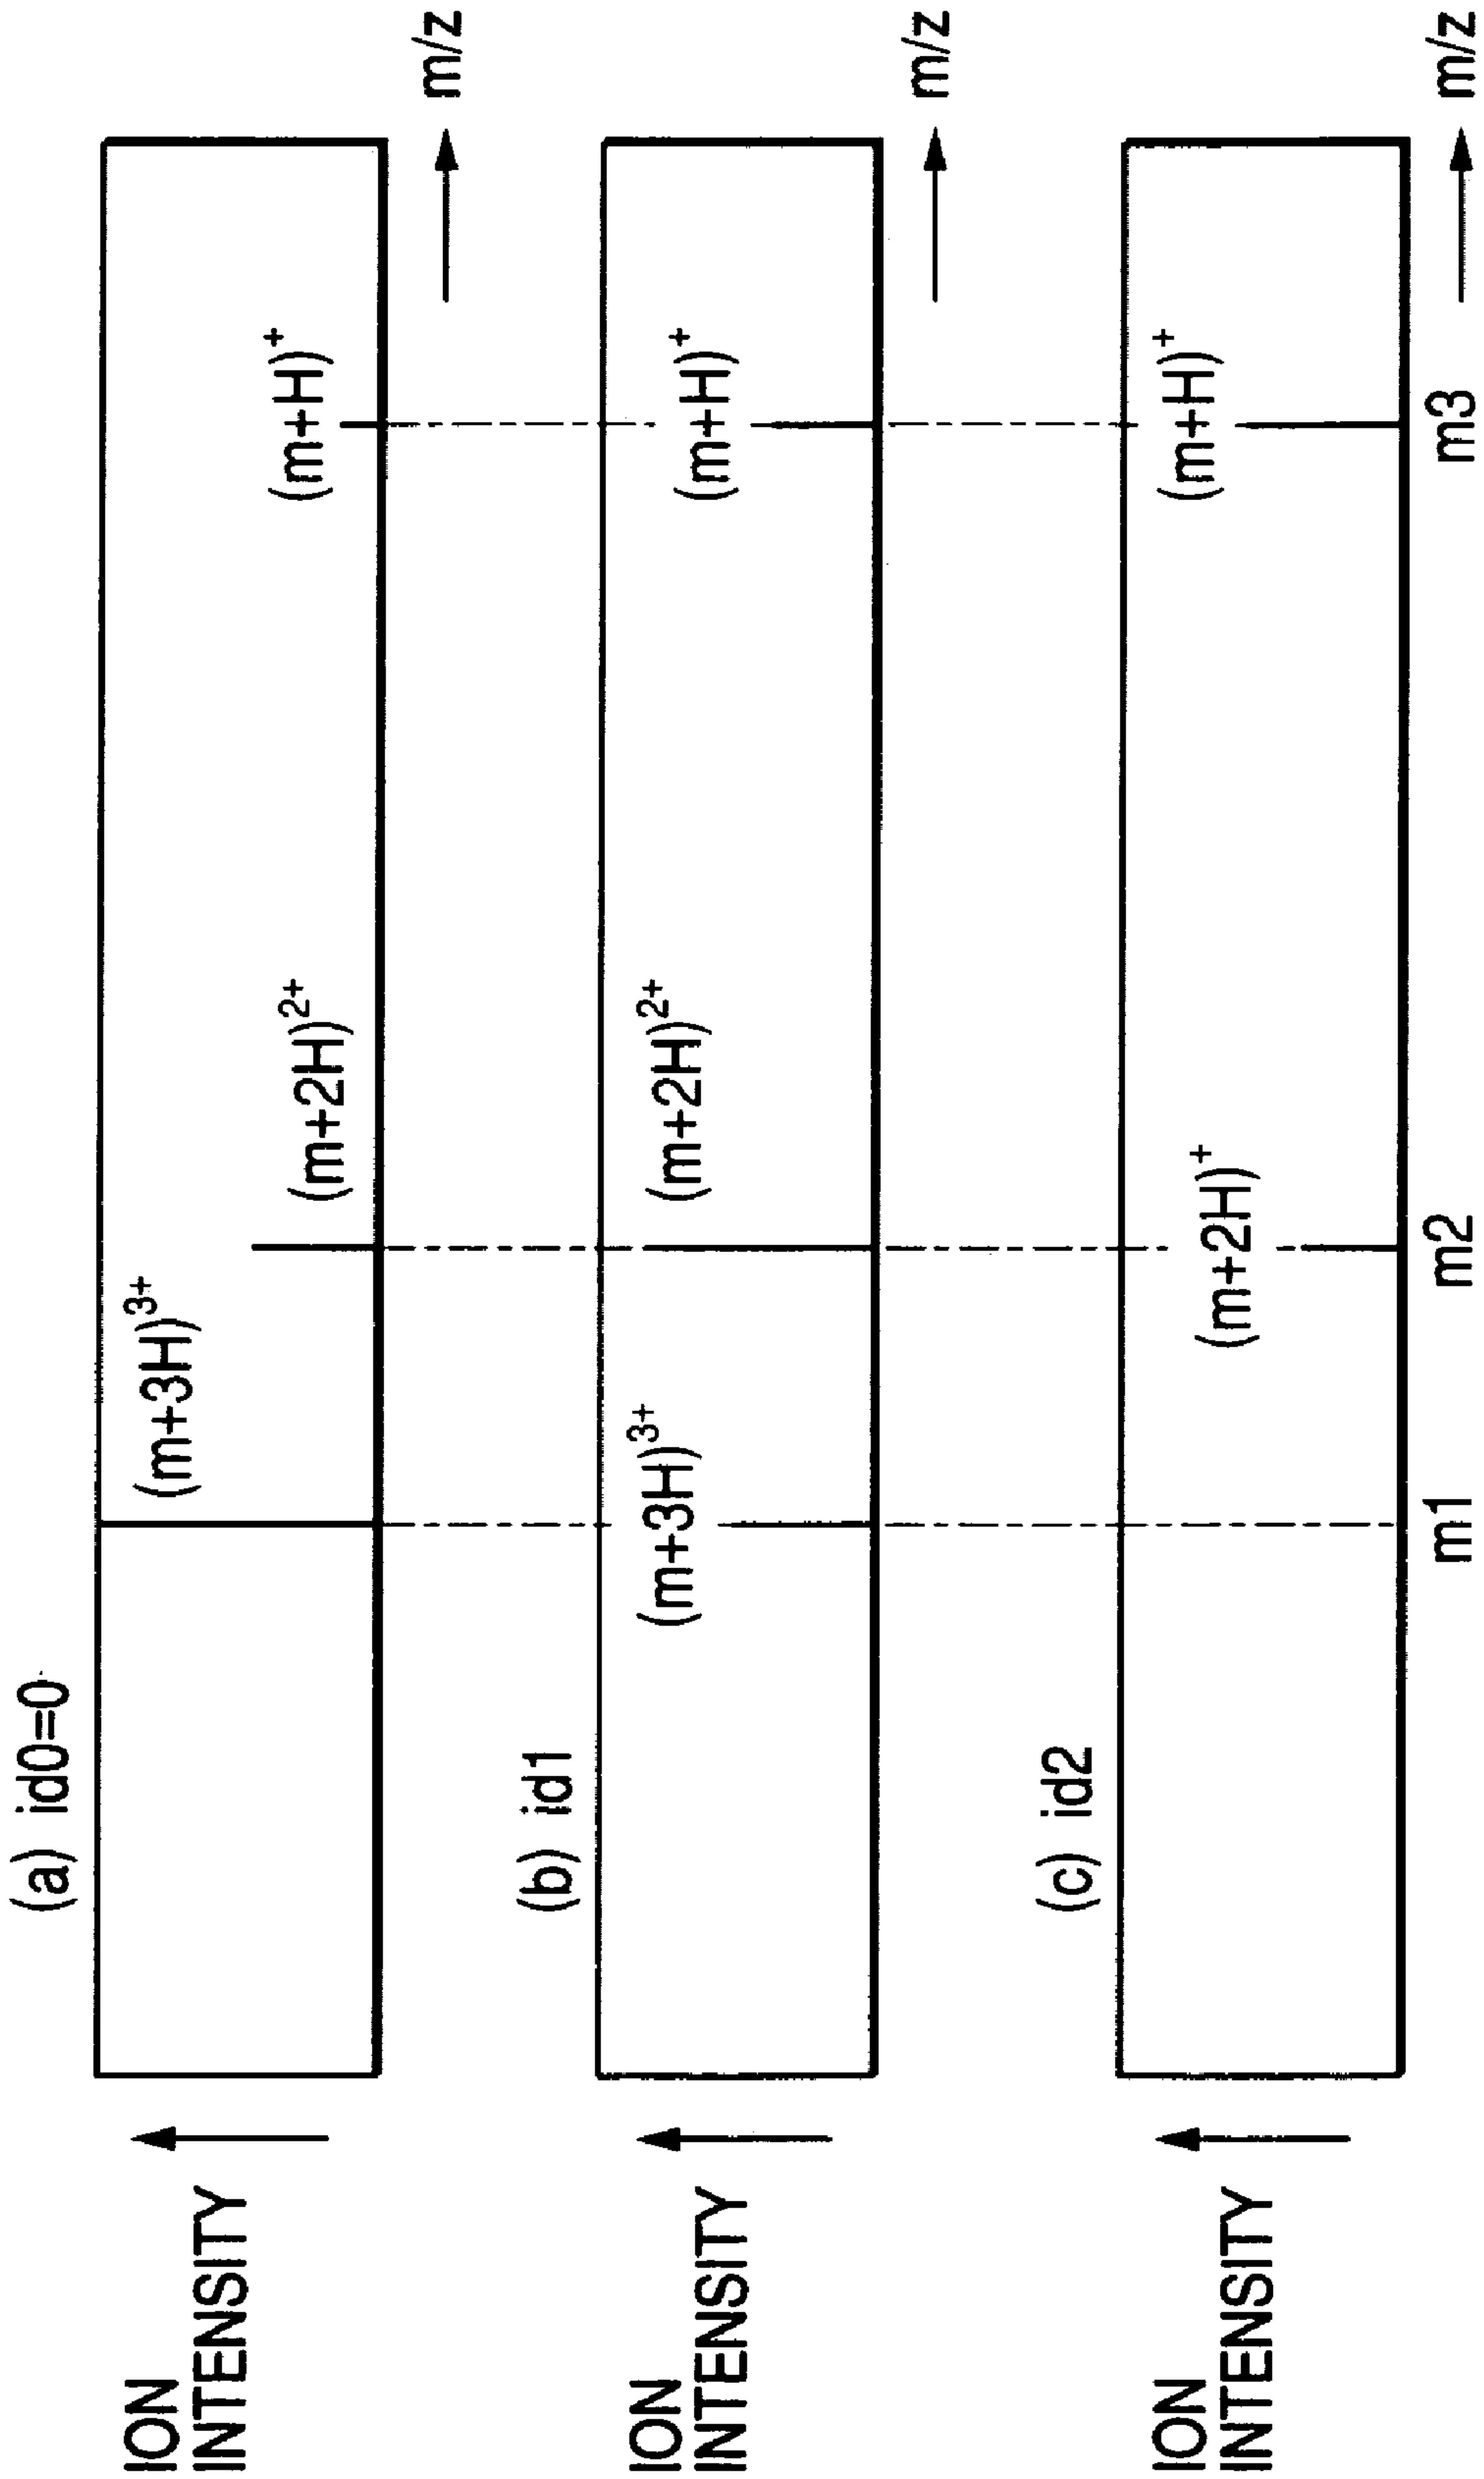 (a) id0=0
ION
INTENSITY
(m+3H)3+
(m+2H)2+
(m+H)+
m/z
(b) id1
ION
INTENSITY
(m+3H)3+
(m+2H)2+
(m+H)+
m/z
(c) id2
ION
INTENSITY
(m+2H)+
(m+H)+
m1
m2
m3
m/z